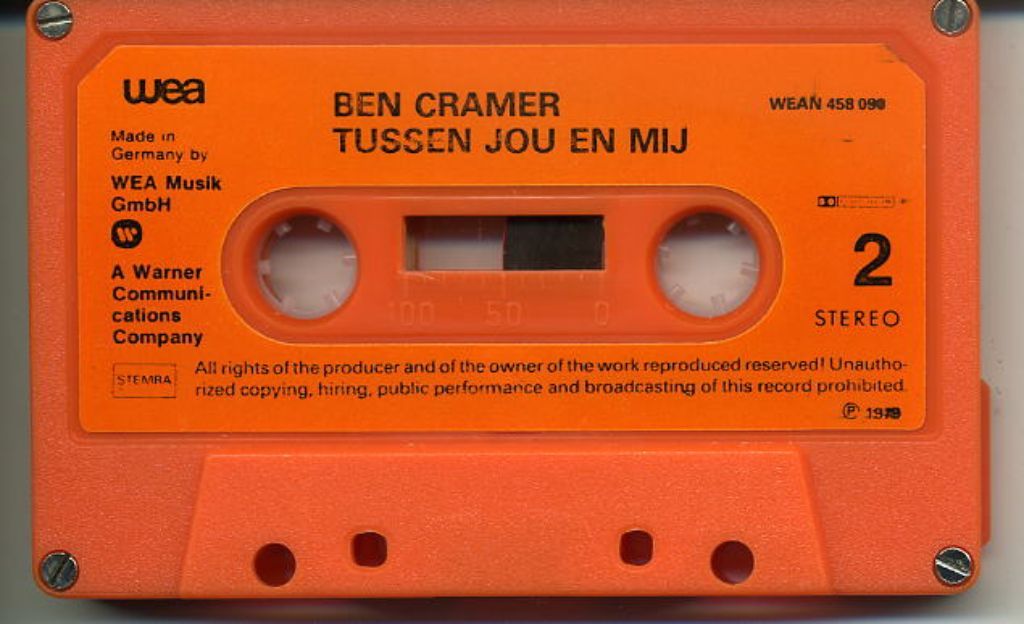 wea
BEN CRAMER
TUSSEN JOU EN MIJ
WEAN 458 090
Made in
Germany by
WEA Musik
GmbH
A Warner
Communi-
cations
Company
2
STEREO
100 50 0
STEMRA
All rights of the producer and of the owner of the work reproduced reserved! Unautho-
rized copying, hiring, public performance and broadcasting of this record prohibited.
Ⓟ 1979